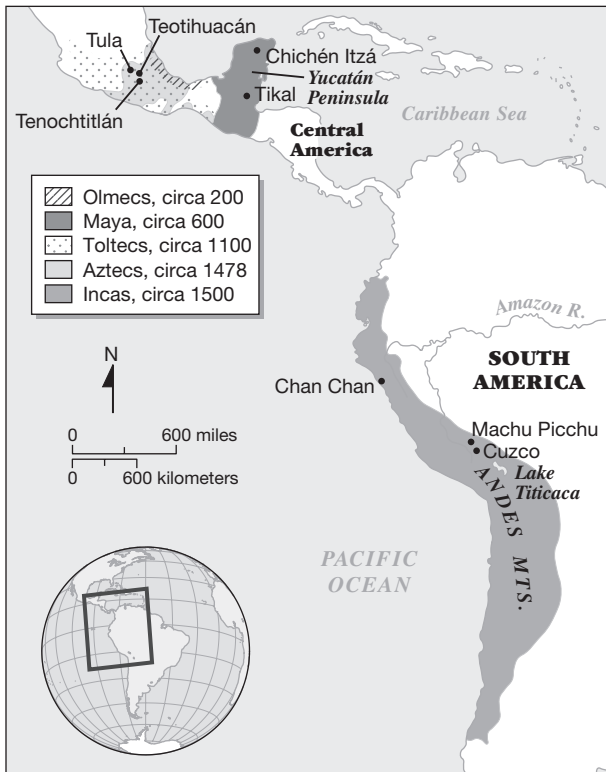 Teotihuacán
Tula
Tenochtitlán
Chichén Itzá
Yucatán
Peninsula
Tikal
Caribbean Sea
Central
America
Olmecs, circa 200
Maya, circa 600
Toltecs, circa 1100
Aztecs, circa 1478
Incas, circa 1500
Amazon R.
SOUTH
AMERICA
N
Chan Chan
0 600 miles
0 600 kilometers
Machu Picchu
Cuzco
Lake
Titicaca
ANDES MTS.
PACIFIC
OCEAN